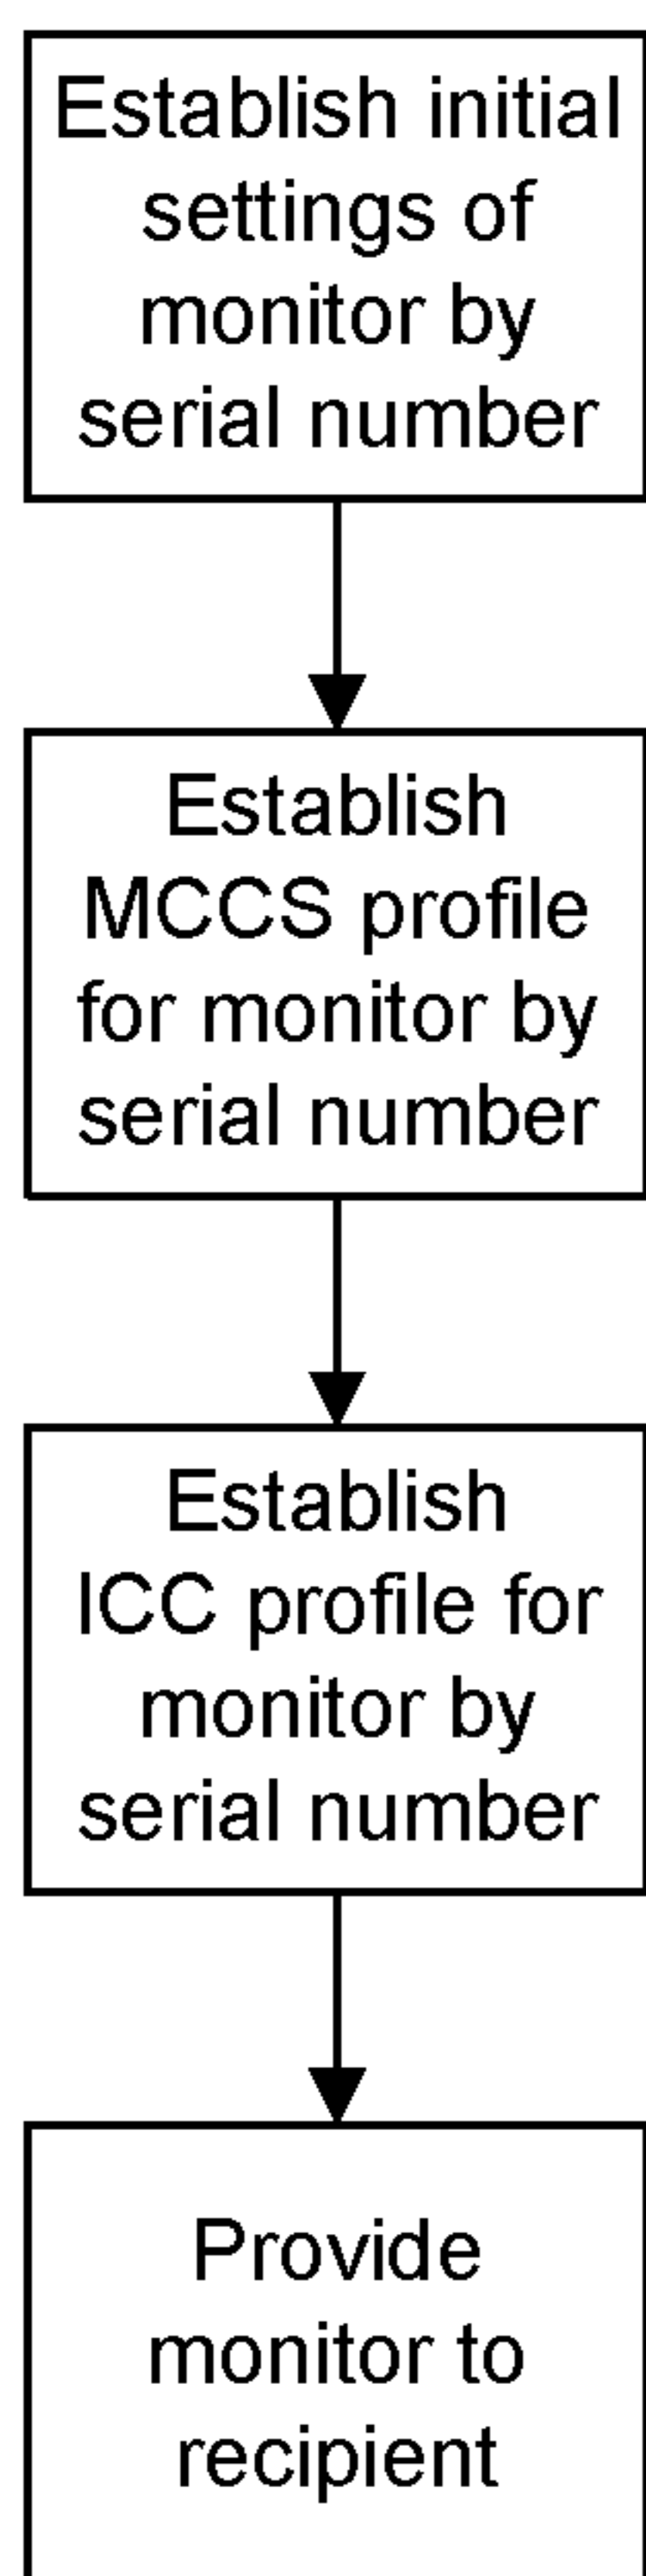 Establish initial
settings of
monitor by
serial number
Establish
MCCS profile
for monitor by
serial number
Establish
ICC profile for
monitor by
serial number
Provide
monitor to
recipient